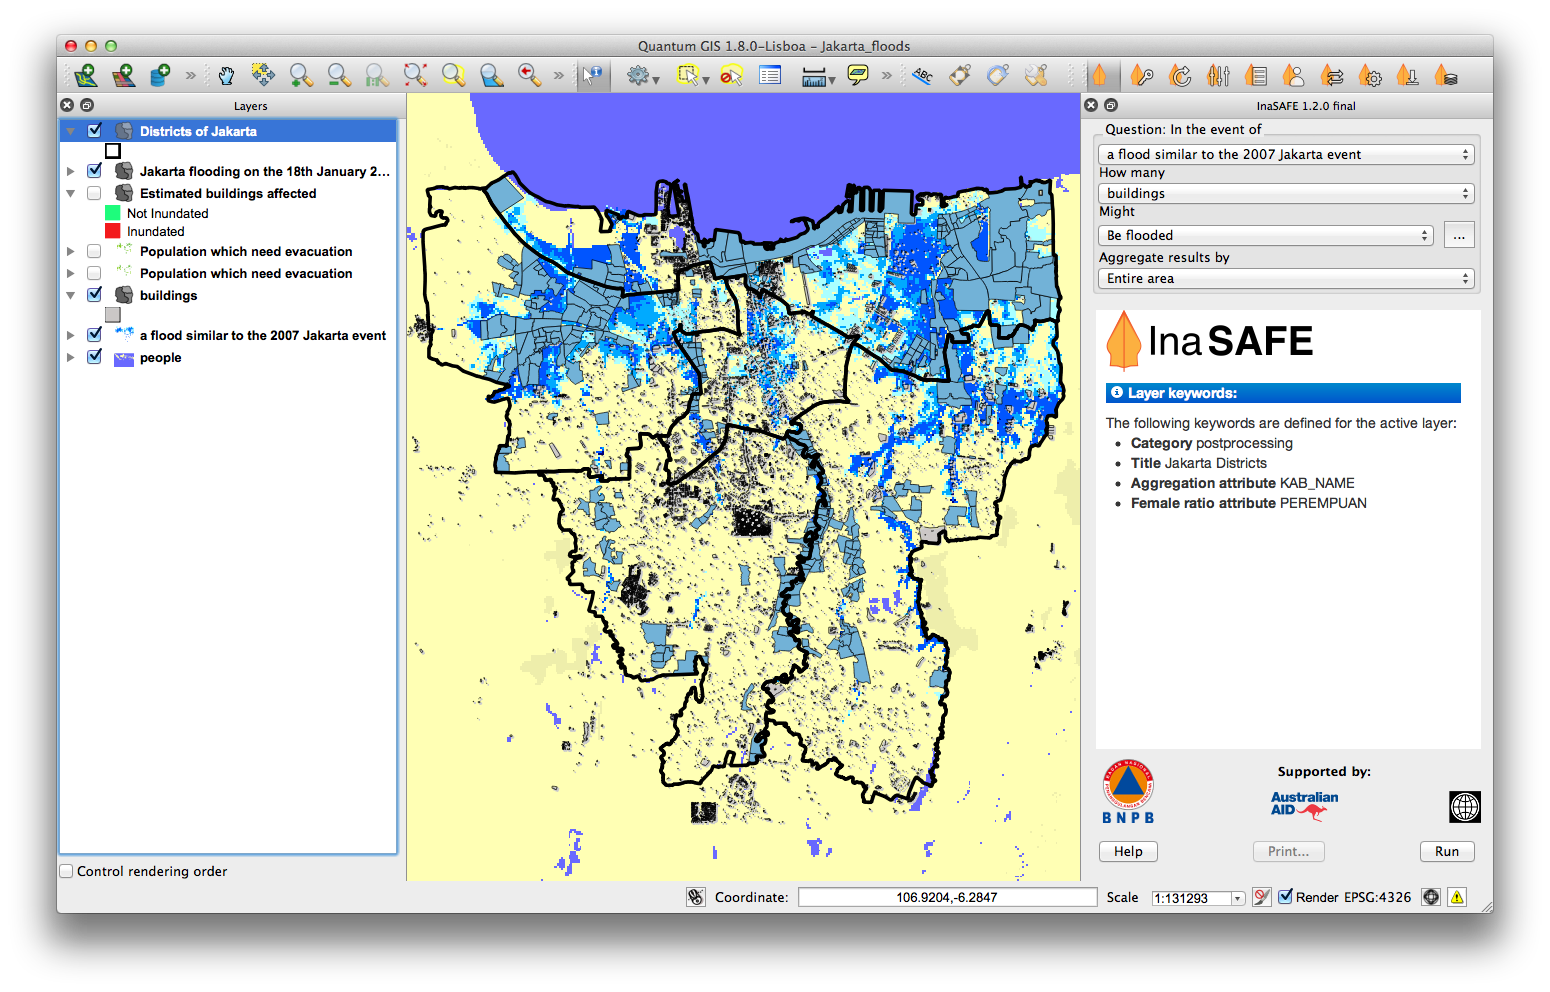 Quantum GIS 1.8.0-Lisboa - Jakarta_floods
ABC
Layers
Districts of Jakarta
Jakarta flooding on the 18th January 2...
Estimated buildings affected
Not Inundated
Inundated
Population which need evacuation
Population which need evacuation
buildings
a flood similar to the 2007 Jakarta event
people
Control rendering order
InaSAFE 1.2.0 final
Question: In the event of
a flood similar to the 2007 Jakarta event
How many
buildings
Might
Be flooded
...
Aggregate results by
Entire area
InaSAFE
Layer keywords:
The following keywords are defined for the active layer:
• Category postprocessing
• Title Jakarta Districts
• Aggregation attribute KAB_NAME
• Female ratio attribute PEREMPUAN
BNPB
Supported by:
Australian
AID
Help
Print...
Run
Coordinate:
106.9204,-6.2847
Scale
1:131293
Render
EPSG:4326